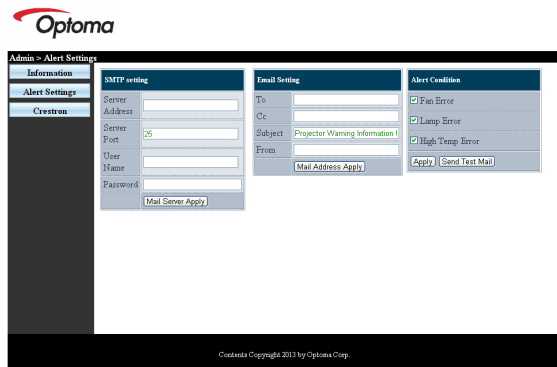 Optoma
Admin > Alert Settings
Information
Alert Settings
Crestron
SMTP setting
Server Address
Server Port
25
User Name
Password
Mail Server Apply
Email Setting
To
Cc
Subject
Projector Warning Information !
From
Mail Address Apply
Alert Condition
Fan Error
Lamp Error
High Temp Error
Apply
Send Test Mail
Contents Copyright 2013 by Optoma Corp.